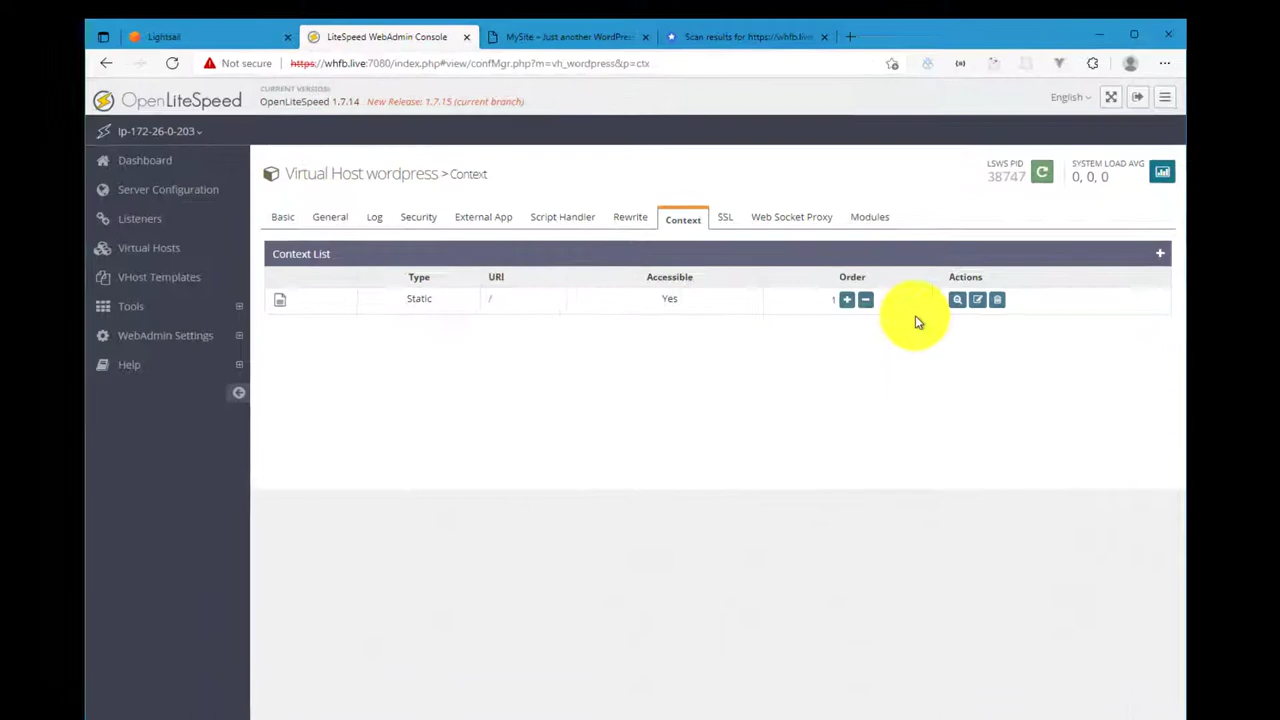 Lightsail
LiteSpeed WebAdmin Console
MySite – Just another WordPres
Scan results for https://whfb.live
Not secure
https://whfb.live:7080/index.php#view/confMgr.php?m=vh_wordpress&p=ctx
OpenLiteSpeed
CURRENT VERSION:
OpenLiteSpeed 1.7.14 New Release: 1.7.15 (current branch)
English
ip-172-26-0-203
Dashboard
Server Configuration
Listeners
Virtual Hosts
VHost Templates
Tools
WebAdmin Settings
Help
Virtual Host wordpress > Context
LSWS PID
38747
SYSTEM LOAD AVG
0, 0, 0
Basic General Log Security External App Script Handler Rewrite Context SSL Web Socket Proxy Modules
Context List
Type URI Accessible Order Actions
Static / Yes 1